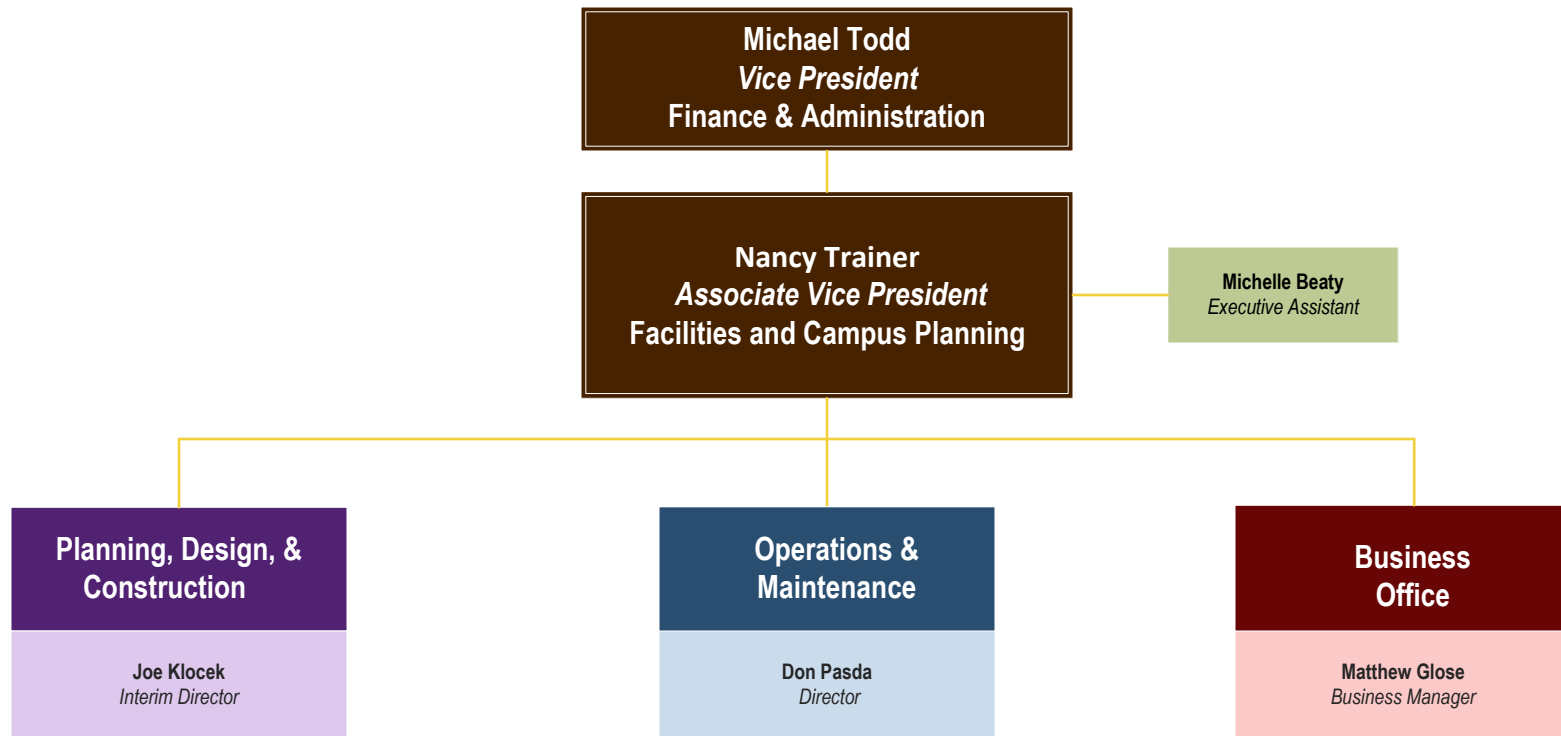 Michael Todd
Vice President
Finance & Administration
Nancy Trainer
Associate Vice President
Facilities and Campus Planning
Michelle Beaty
Executive Assistant
Planning, Design, &
Construction
Joe Klocek
Interim Director
Operations &
Maintenance
Don Pasda
Director
Business
Office
Matthew Glose
Business Manager